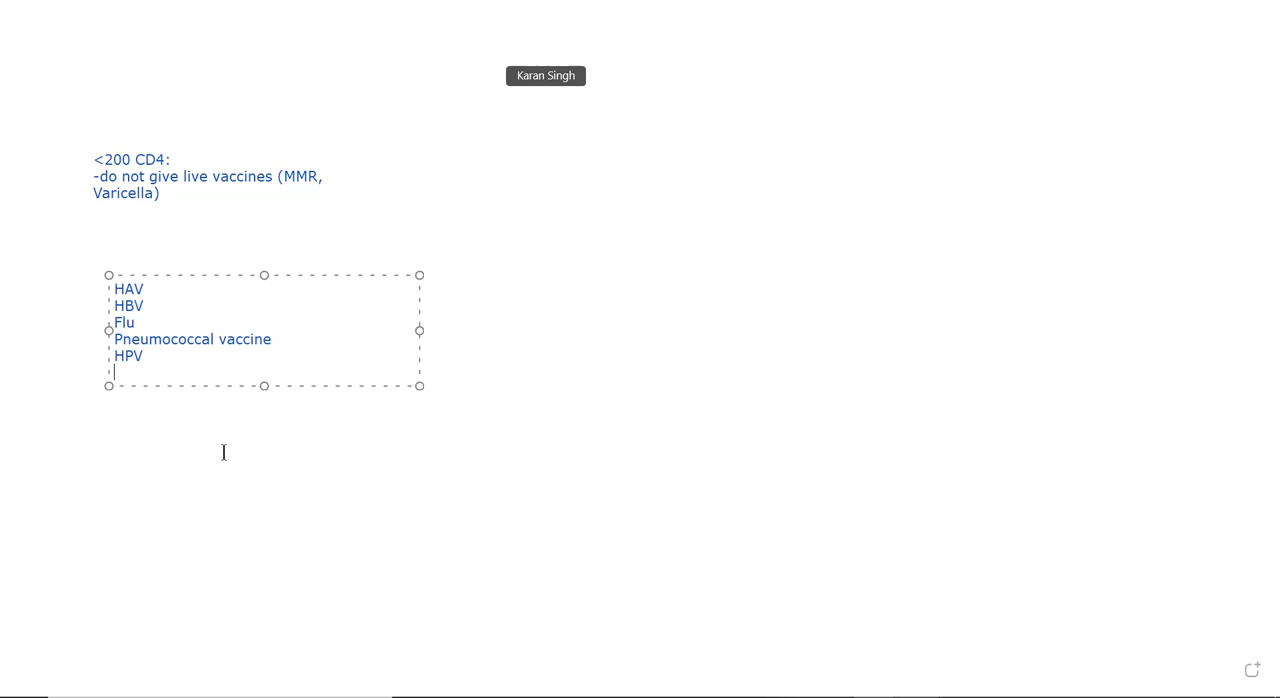 Karan Singh
<200 CD4:
-do not give live vaccines (MMR,
Varicella)
HAV
HBV
Flu
Pneumococcal vaccine
HPV